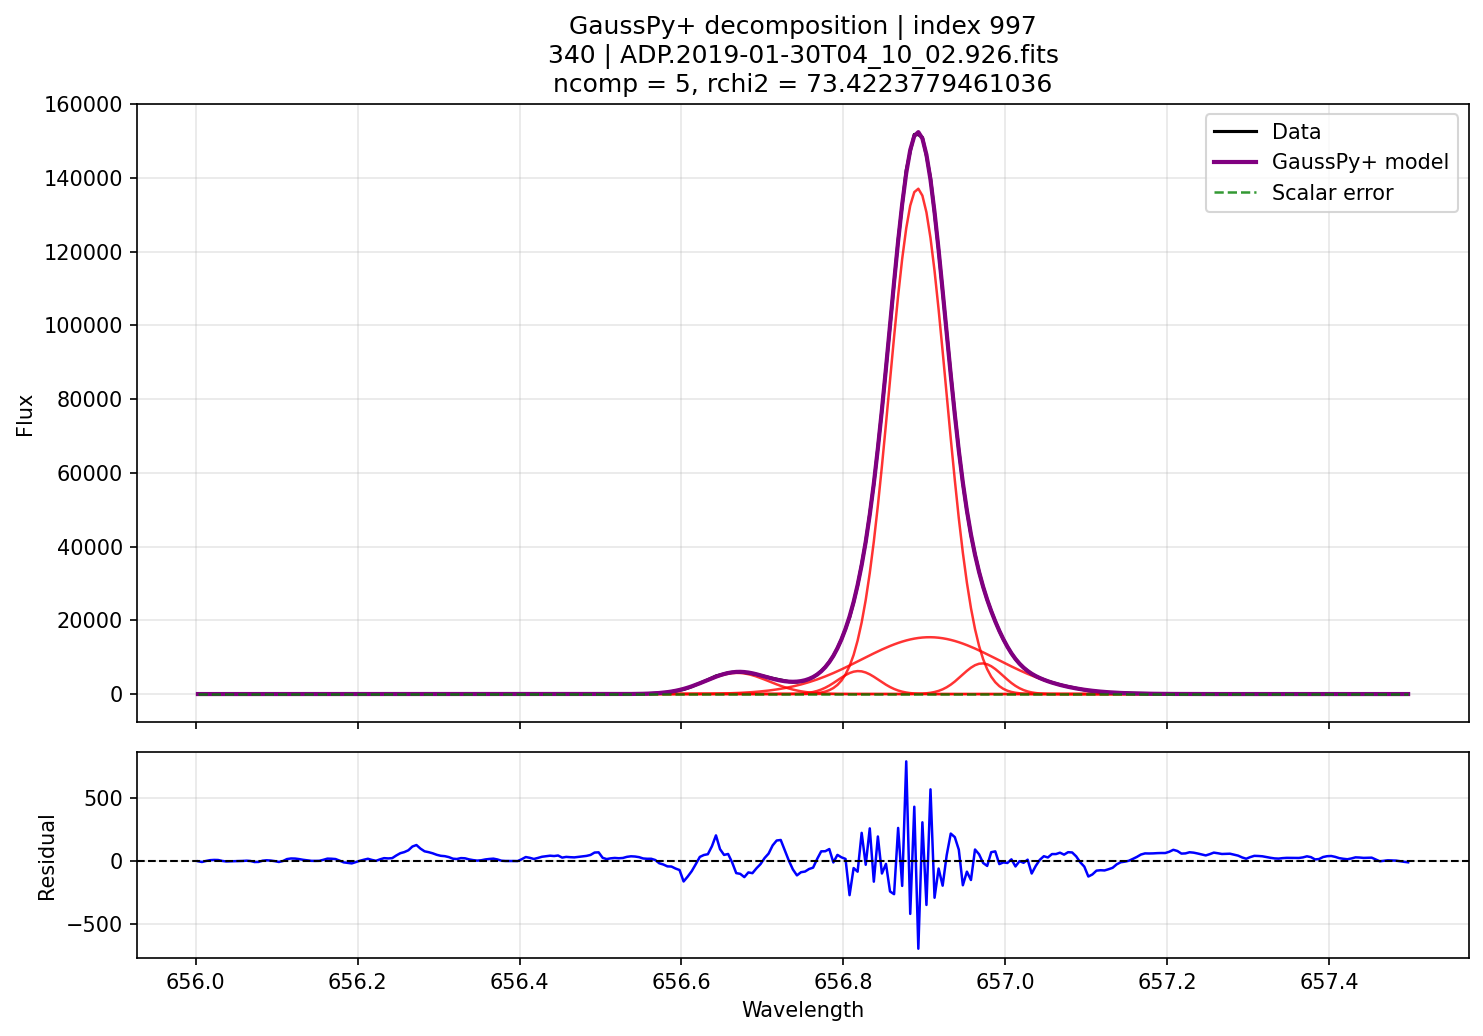 GaussPy+ decomposition | index 997
340 | ADP.2019-01-30T04_10_02.926.fits
ncomp = 5, rchi2 = 73.4223779461036
160000
140000
120000
100000
80000
60000
40000
20000
0
Flux
Data
GaussPy+ model
Scalar error
500
0
−500
Residual
656.0 656.2 656.4 656.6 656.8 657.0 657.2 657.4
Wavelength